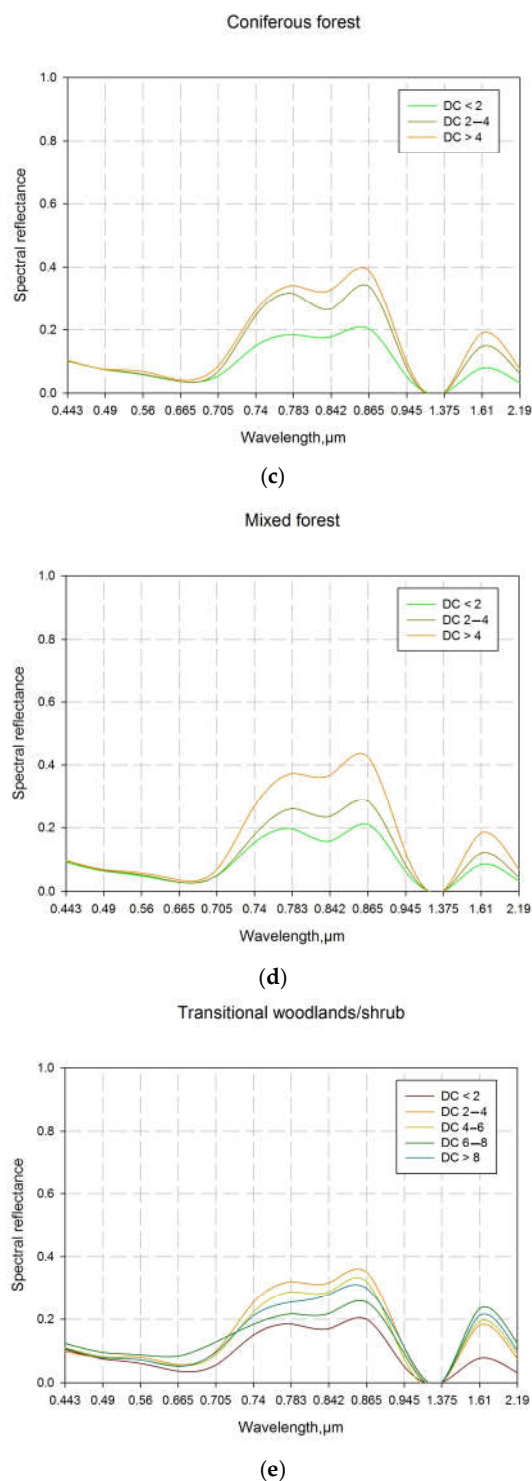 Coniferous forest
1.0
0.8
0.6
0.4
0.2
0.0
Spectral reflectance
DC < 2
DC 2–4
DC > 4
0.443 0.49 0.56 0.665 0.705 0.74 0.783 0.842 0.865 0.945 1.375 1.61 2.19
Wavelength,µm
(c)
Mixed forest
1.0
0.8
0.6
0.4
0.2
0.0
Spectral reflectance
DC < 2
DC 2–4
DC > 4
0.443 0.49 0.56 0.665 0.705 0.74 0.783 0.842 0.865 0.945 1.375 1.61 2.19
Wavelength,µm
(d)
Transitional woodlands/shrub
1.0
0.8
0.6
0.4
0.2
0.0
Spectral reflectance
DC < 2
DC 2–4
DC 4–6
DC 6–8
DC > 8
0.443 0.49 0.56 0.665 0.705 0.74 0.783 0.842 0.865 0.945 1.375 1.61 2.19
Wavelength,µm
(e)